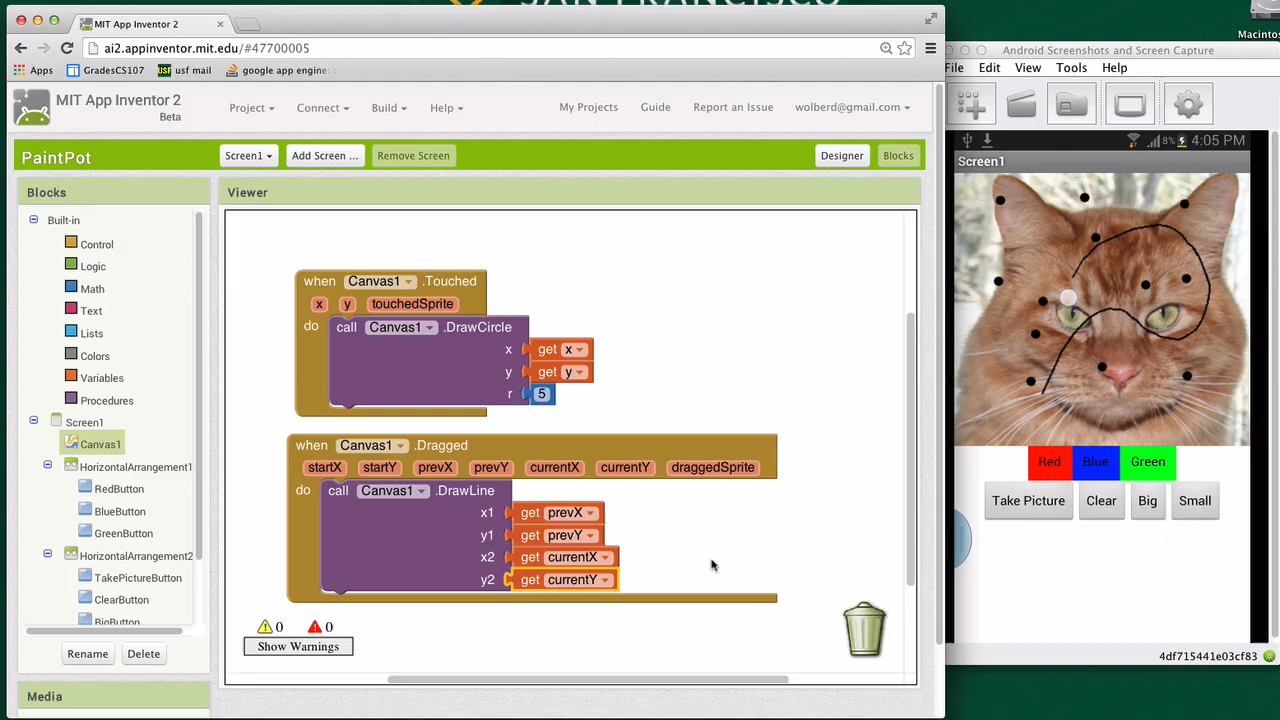 SAN FRANCISCO
MIT App Inventor 2
ai2.appinventor.mit.edu/#47700005
Apps GradesCS107 usf mail google app engine:
Macintos
Android Screenshots and Screen Capture
File Edit View Tools Help
MIT App Inventor 2
Beta
Project Connect Build Help My Projects Guide Report an Issue wolberd@gmail.com
PaintPot Screen1 Add Screen ... Remove Screen Designer Blocks
8% 4:05 PM
Screen1
Blocks
Built-in
Control
Logic
Math
Text
Lists
Colors
Variables
Procedures
Screen1
Canvas1
HorizontalArrangement1
RedButton
BlueButton
GreenButton
HorizontalArrangement2
TakePictureButton
ClearButton
BigButton
Rename Delete
Media
Viewer
when Canvas1 .Touched
x y touchedSprite
do call Canvas1 .DrawCircle
x get x
y get y
r 5
when Canvas1 .Dragged
startX startY prevX prevY currentX currentY draggedSprite
do call Canvas1 .DrawLine
x1 get prevX
y1 get prevY
x2 get currentX
y2 get currentY
0 0
Show Warnings
Red Blue Green
Take Picture Clear Big Small
4df715441e03cf83